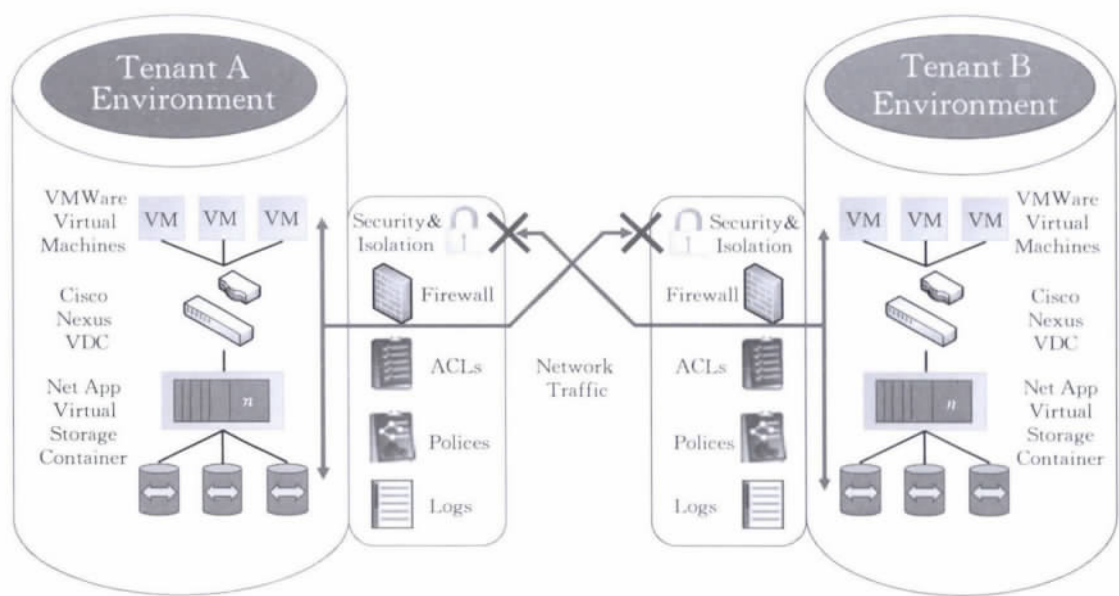 Tenant A
Environment
VMWare
Virtual
Machines
VM
VM
VM
Cisco
Nexus
VDC
Net App
Virtual
Storage
Container
n
Security&
Isolation
Firewall
ACLs
Polices
Logs
Network
Traffic
Security&
Isolation
Firewall
ACLs
Polices
Logs
Tenant B
Environment
VM
VM
VM
VMWare
Virtual
Machines
Cisco
Nexus
VDC
n
Net App
Virtual
Storage
Container